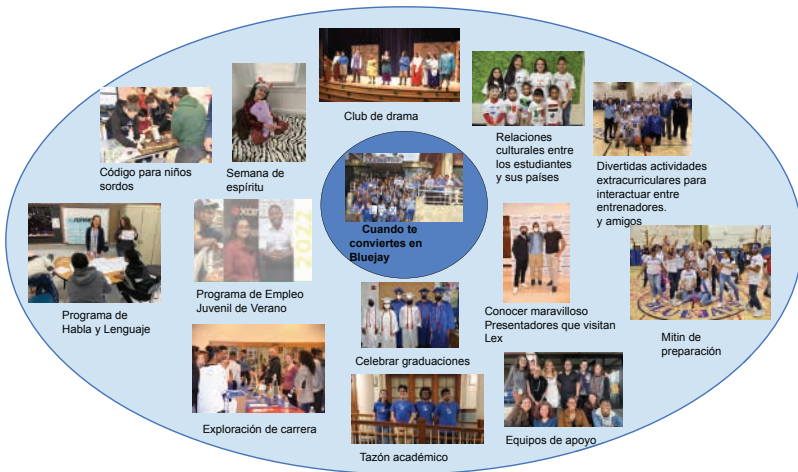 Club de drama
Código para niños
sordos
Semana de
espíritu
Relaciones
culturales entre
los estudiantes
y sus países
Divertidas actividades
extracurriculares para
interactuar entre
entrenadores.
y amigos
Cuando te
conviertes en
Bluejay
2022
Programa de
Habla y Lenguaje
Programa de Empleo
Juvenil de Verano
Conocer maravilloso
Presentadores que visitan
Lex
Mitin de
preparación
Celebrar graduaciones
Exploración de carrera
Tazón académico
Equipos de apoyo